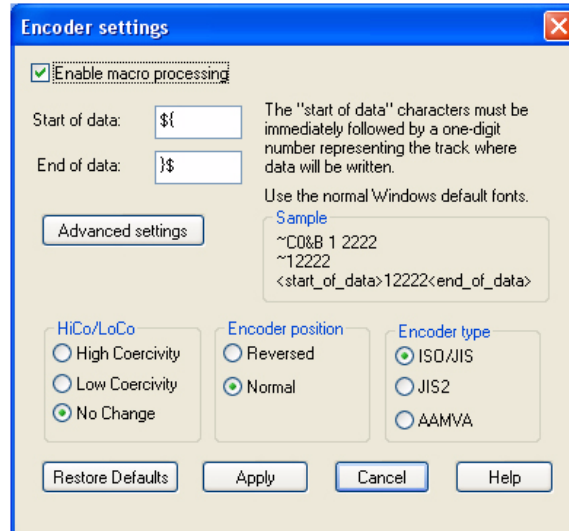 Encoder settings
Enable macro processing
Start of data: ${
End of data: }$
The "start of data" characters must be
immediately followed by a one-digit
number representing the track where
data will be written.
Use the normal Windows default fonts.
Advanced settings
Sample
~C0&B 1 2222
~12222
<start_of_data>12222<end_of_data>
HiCo/LoCo
High Coercivity
Low Coercivity
No Change
Encoder position
Reversed
Normal
Encoder type
ISO/JIS
JIS2
AAMVA
Restore Defaults
Apply
Cancel
Help